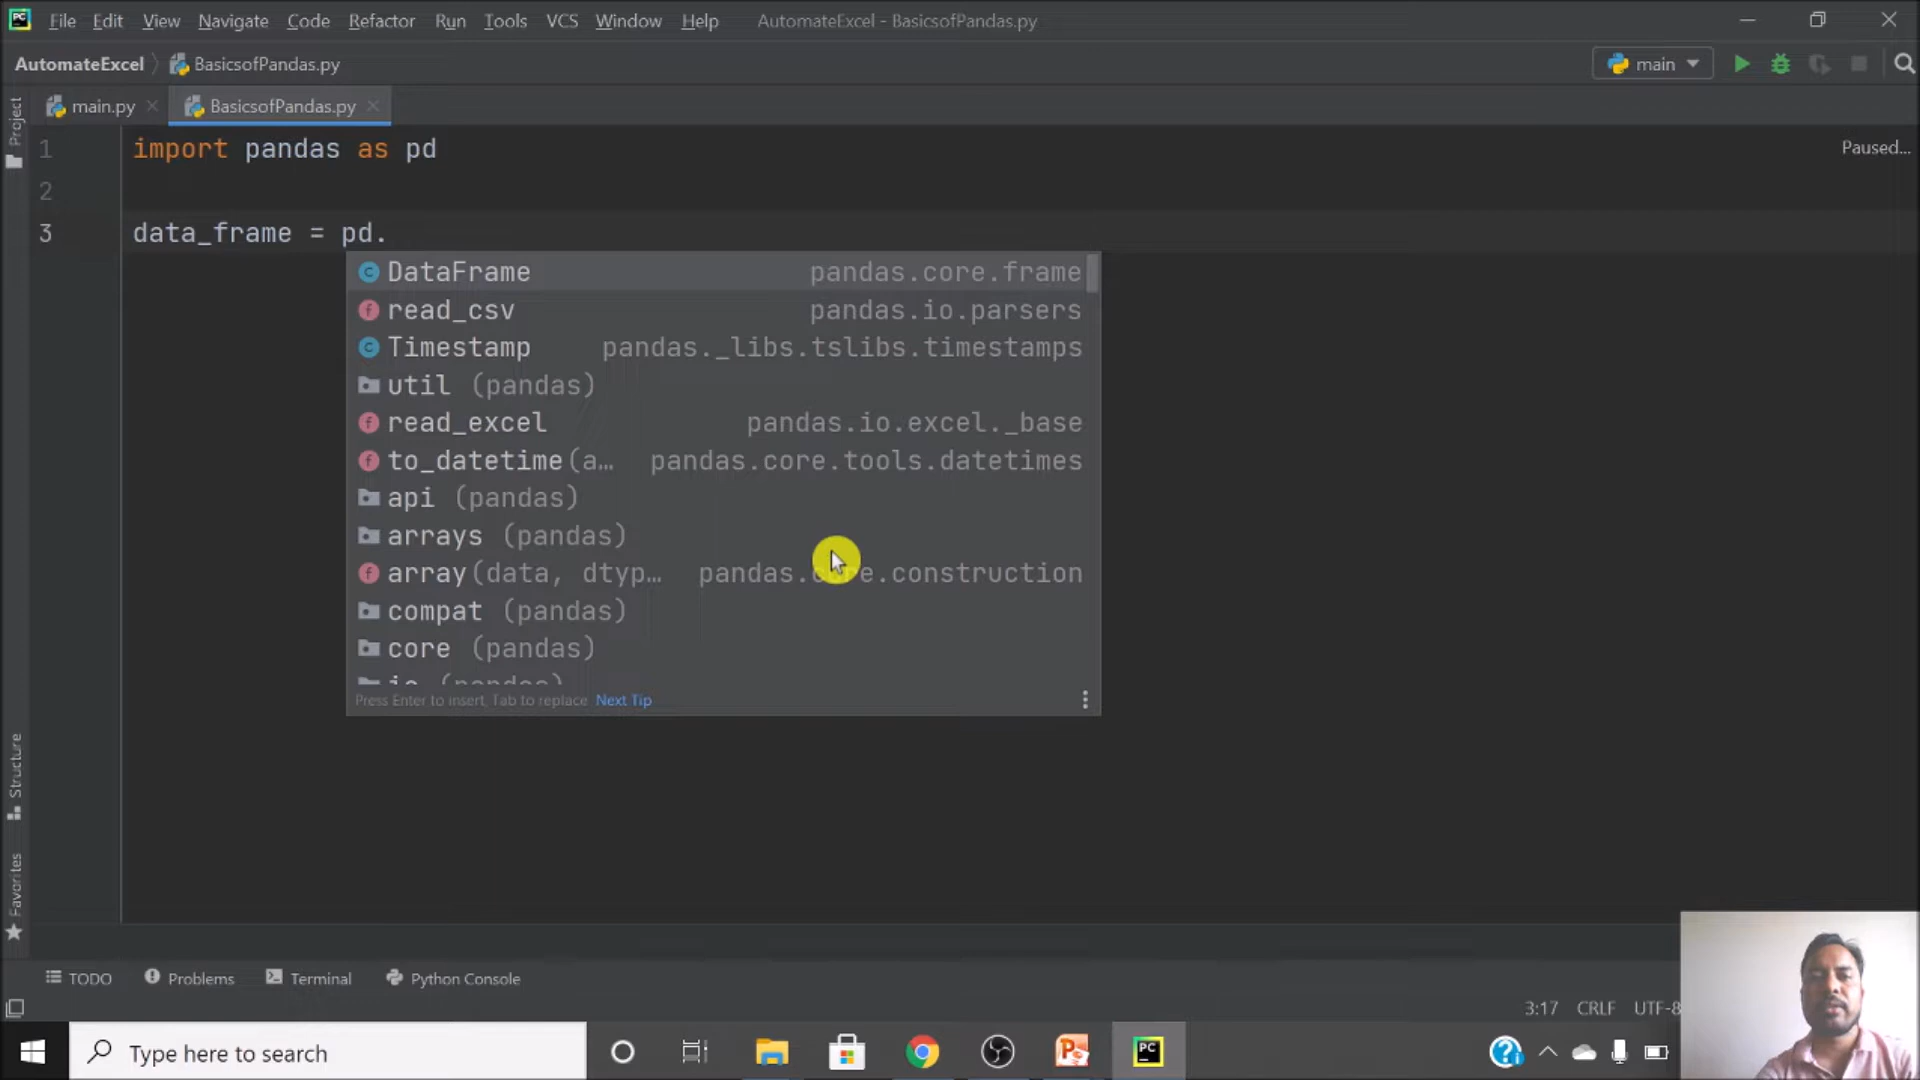 File Edit View Navigate Code Refactor Run Tools VCS Window Help AutomateExcel - BasicsofPandas.py
AutomateExcel BasicsofPandas.py main
main.py BasicsofPandas.py
Project
1 import pandas as pd
Paused...
2
3 data_frame = pd.
DataFrame pandas.core.frame
read_csv pandas.io.parsers
Timestamp pandas._libs.tslibs.timestamps
util (pandas)
read_excel pandas.io.excel._base
to_datetime(a... pandas.core.tools.datetimes
api (pandas)
arrays (pandas)
array(data, dtyp... pandas.core.construction
compat (pandas)
core (pandas)
io (pandas)
Press Enter to insert, Tab to replace Next Tip
Structure
Favorites
TODO Problems Terminal Python Console
3:17 CRLF UTF-8
Type here to search